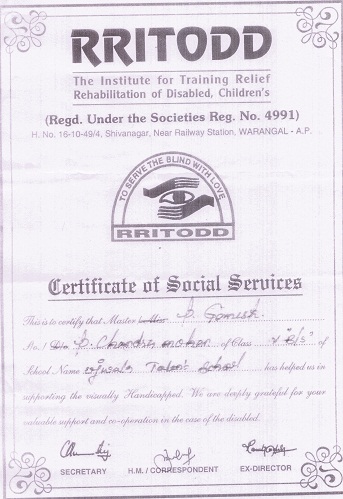 RRITODD
The Institute for Training Relief
Rehabilitation of Disabled, Children's
(Regd. Under the Societies Reg. No. 4991)
H. No. 16-10-49/4, Shivanagar, Near Railway Station, WARANGAL - A.P.
TO SERVE THE BLIND WITH LOVE
RRITODD
Certificate of Social Services
This is to certify that Master S. Ganesh
S/o. Chandra mohan of Class V "B/S" of
School Name Talent School has helped us in
supporting the visually Handicapped. We are deeply grateful for your
valuable support and co-operation in the case of the disabled.
SECRETARY H.M. / CORRESPONDENT EX-DIRECTOR